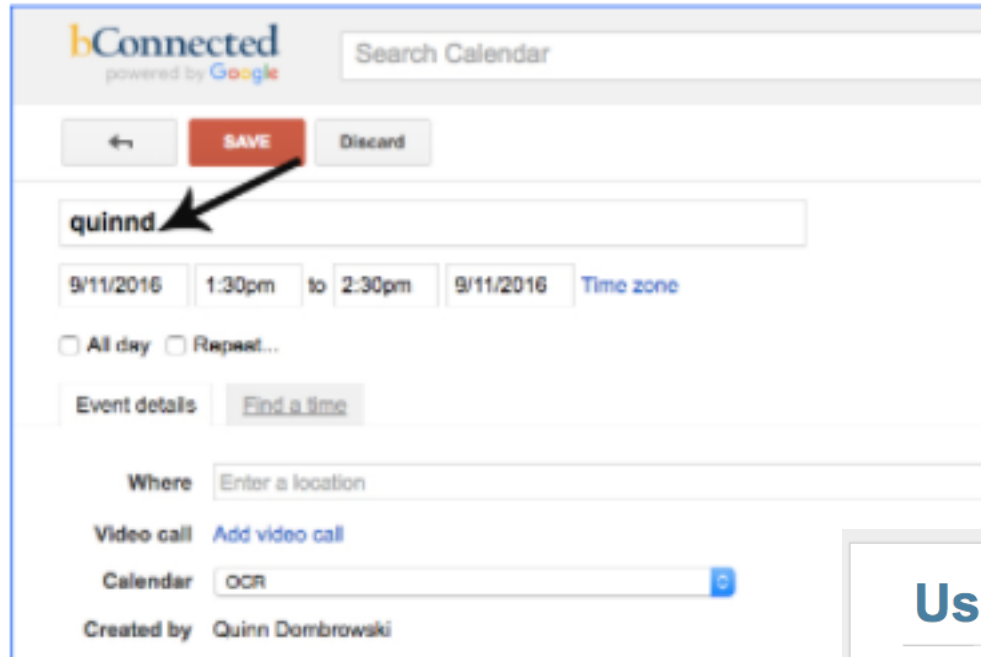 bConnected
powered by Google
Search Calendar
SAVE Discard
quinnd
9/11/2016 1:30pm to 2:30pm 9/11/2016 Time zone
All day Repeat...
Event details Find a time
Where Enter a location
Video call Add video call
Calendar OCR
Created by Quinn Dombrowski
Us